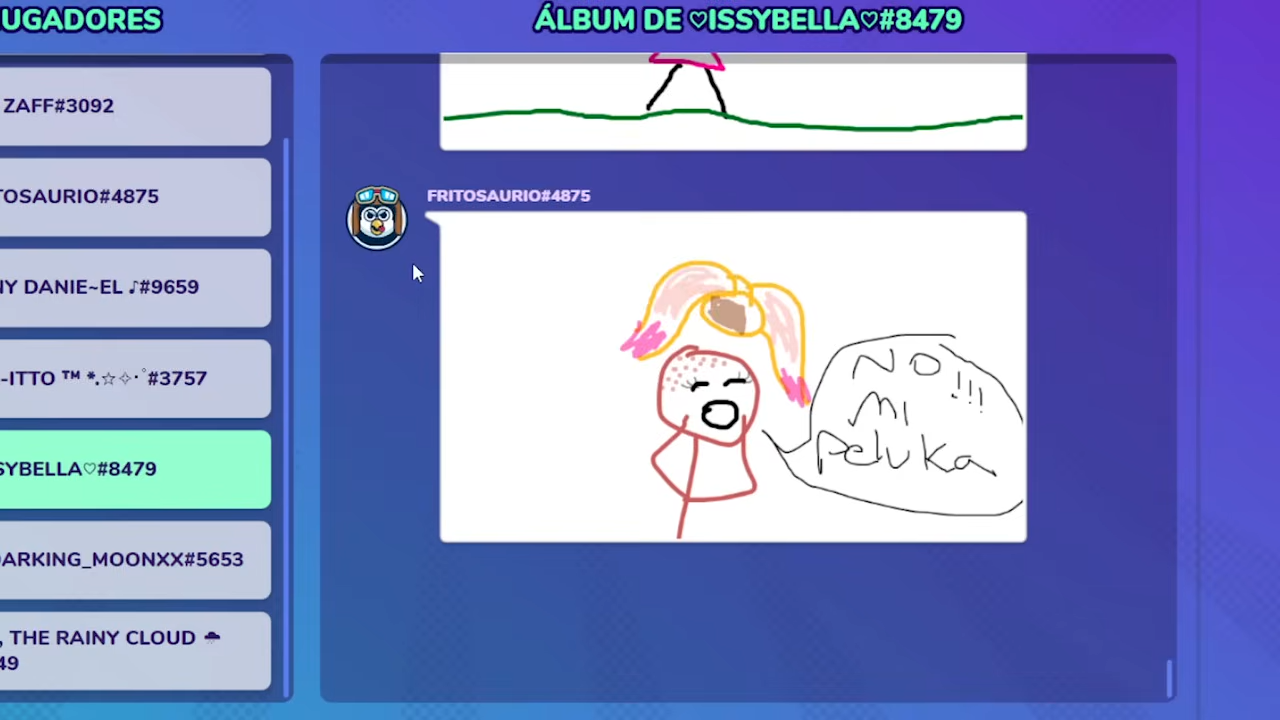 UGADORES
ÁLBUM DE ♡ISSYBELLA♡#8479
ZAFF#3092
TOSAURIO#4875
NY DANIE~EL ♪#9659
-ITTO ™ *.☆✧·˚#3757
SYBELLA♡#8479
DARKING_MOONXX#5653
, THE RAINY CLOUD 🌧
49
FRITOSAURIO#4875
NO!!!
MI
Peluka